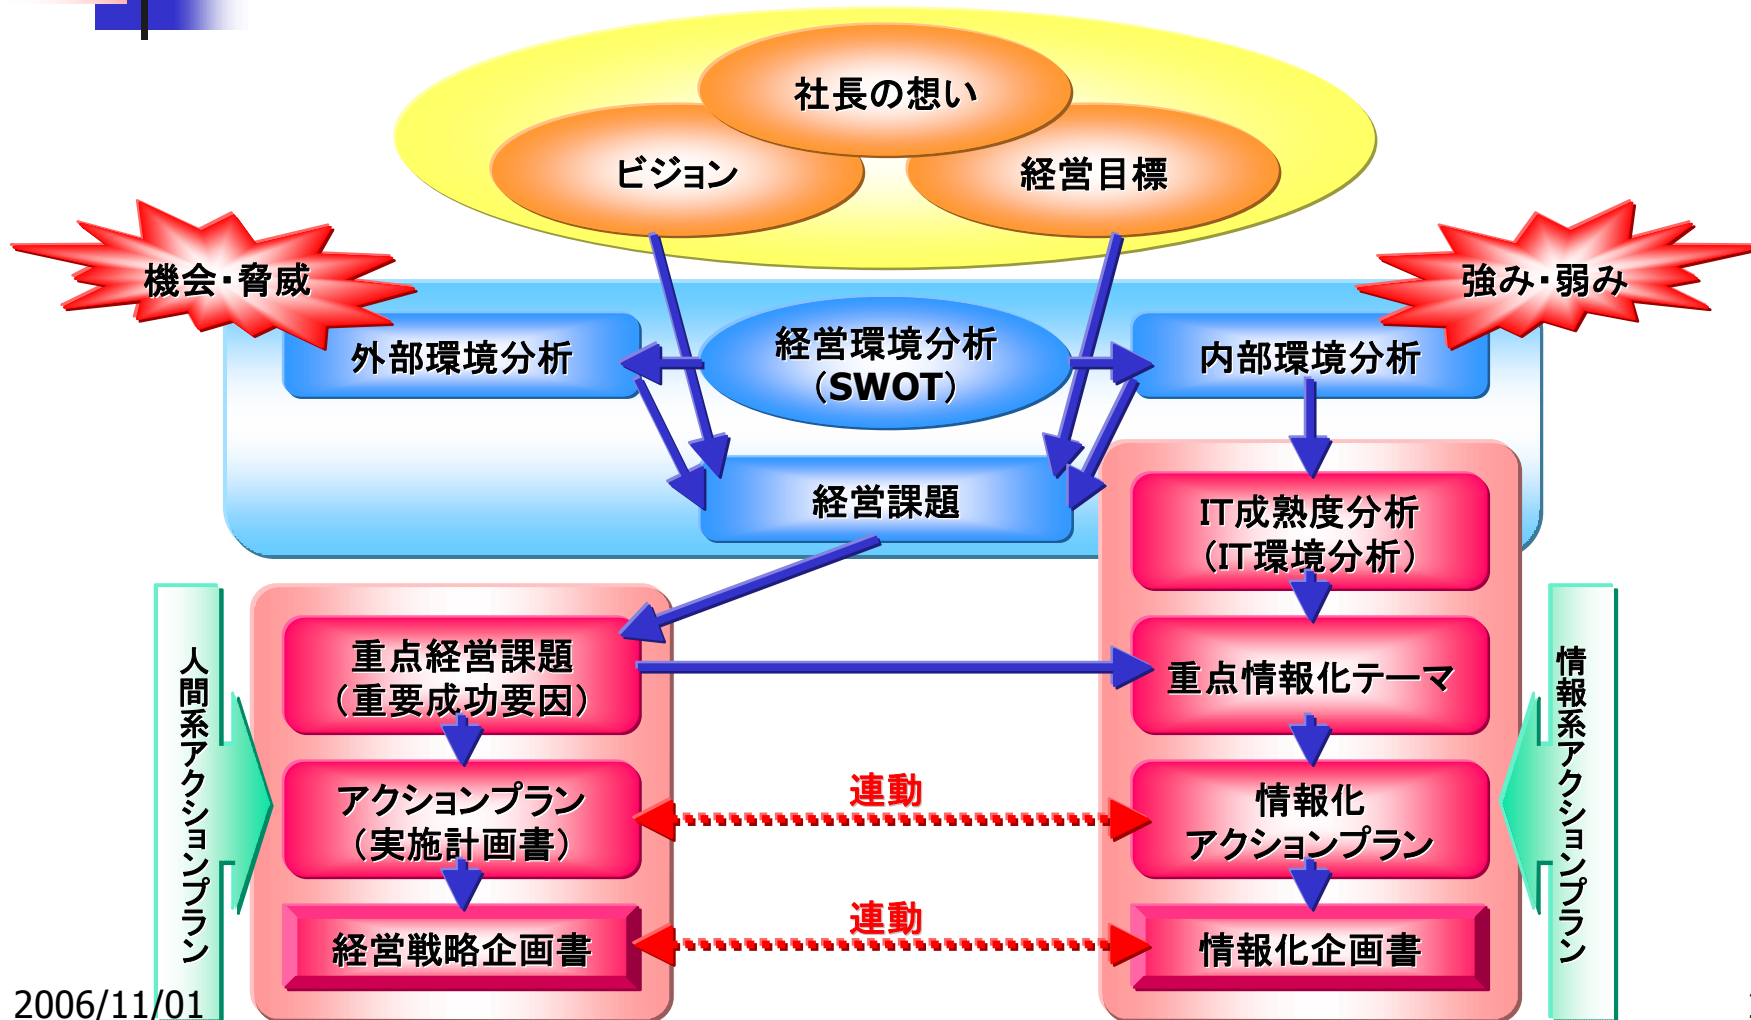 社長の想い
ビジョン
経営目標
機会・脅威
強み・弱み
外部環境分析
経営環境分析
（SWOT）
内部環境分析
経営課題
IT成熟度分析
（IT環境分析）
人間系アクションプラン
重点経営課題
（重要成功要因）
重点情報化テーマ
情報系アクションプラン
アクションプラン
（実施計画書）
連動
情報化
アクションプラン
経営戦略企画書
連動
情報化企画書
2006/11/01